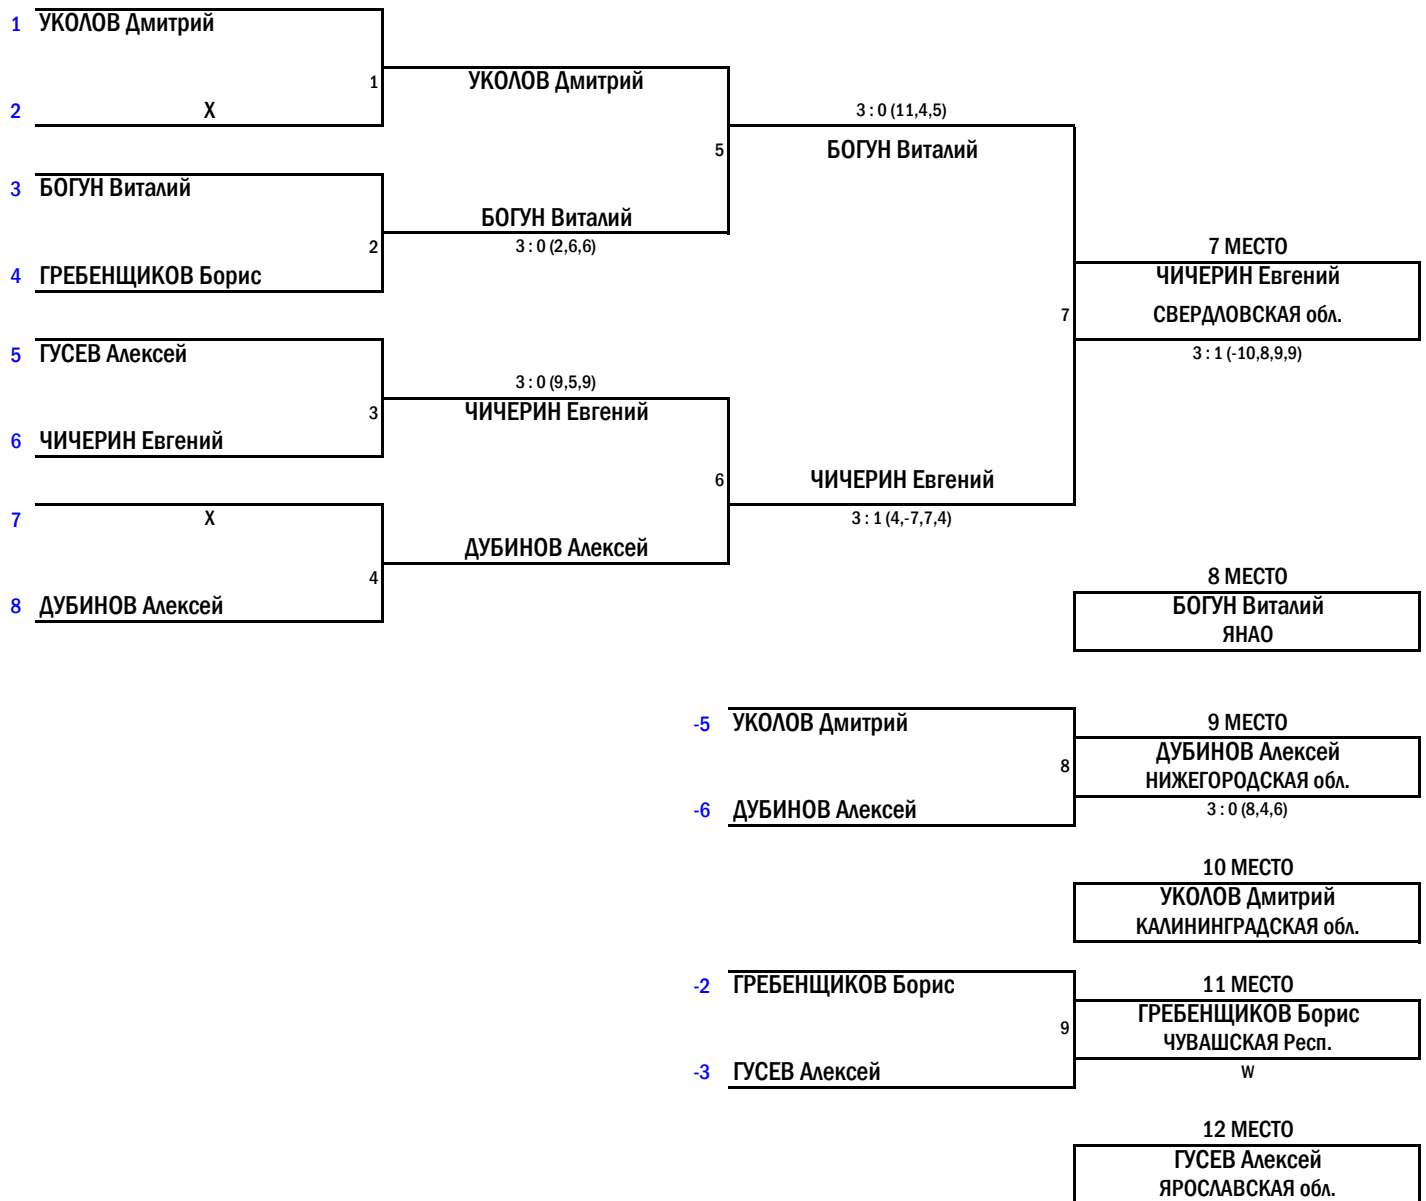 1 УКОЛОВ Дмитрий
1 УКОЛОВ Дмитрий
2 X
3 : 0 (11,4,5)
5 БОГУН Виталий
3 БОГУН Виталий
БОГУН Виталий
2 3 : 0 (2,6,6)
7 МЕСТО
4 ГРЕБЕНЩИКОВ Борис
ЧИЧЕРИН Евгений
7 СВЕРДЛОВСКАЯ обл.
5 ГУСЕВ Алексей
3 : 1 (-10,8,9,9)
3 : 0 (9,5,9)
3 ЧИЧЕРИН Евгений
6 ЧИЧЕРИН Евгений
6 ЧИЧЕРИН Евгений
7 X
3 : 1 (4,-7,7,4)
ДУБИНОВ Алексей
4
8 МЕСТО
8 ДУБИНОВ Алексей
БОГУН Виталий
ЯНАО
-5 УКОЛОВ Дмитрий
9 МЕСТО
8 ДУБИНОВ Алексей
НИЖЕГОРОДСКАЯ обл.
-6 ДУБИНОВ Алексей
3 : 0 (8,4,6)
10 МЕСТО
УКОЛОВ Дмитрий
КАЛИНИНГРАДСКАЯ обл.
-2 ГРЕБЕНЩИКОВ Борис
11 МЕСТО
9 ГРЕБЕНЩИКОВ Борис
ЧУВАШСКАЯ Респ.
-3 ГУСЕВ Алексей
W
12 МЕСТО
ГУСЕВ Алексей
ЯРОСЛАВСКАЯ обл.